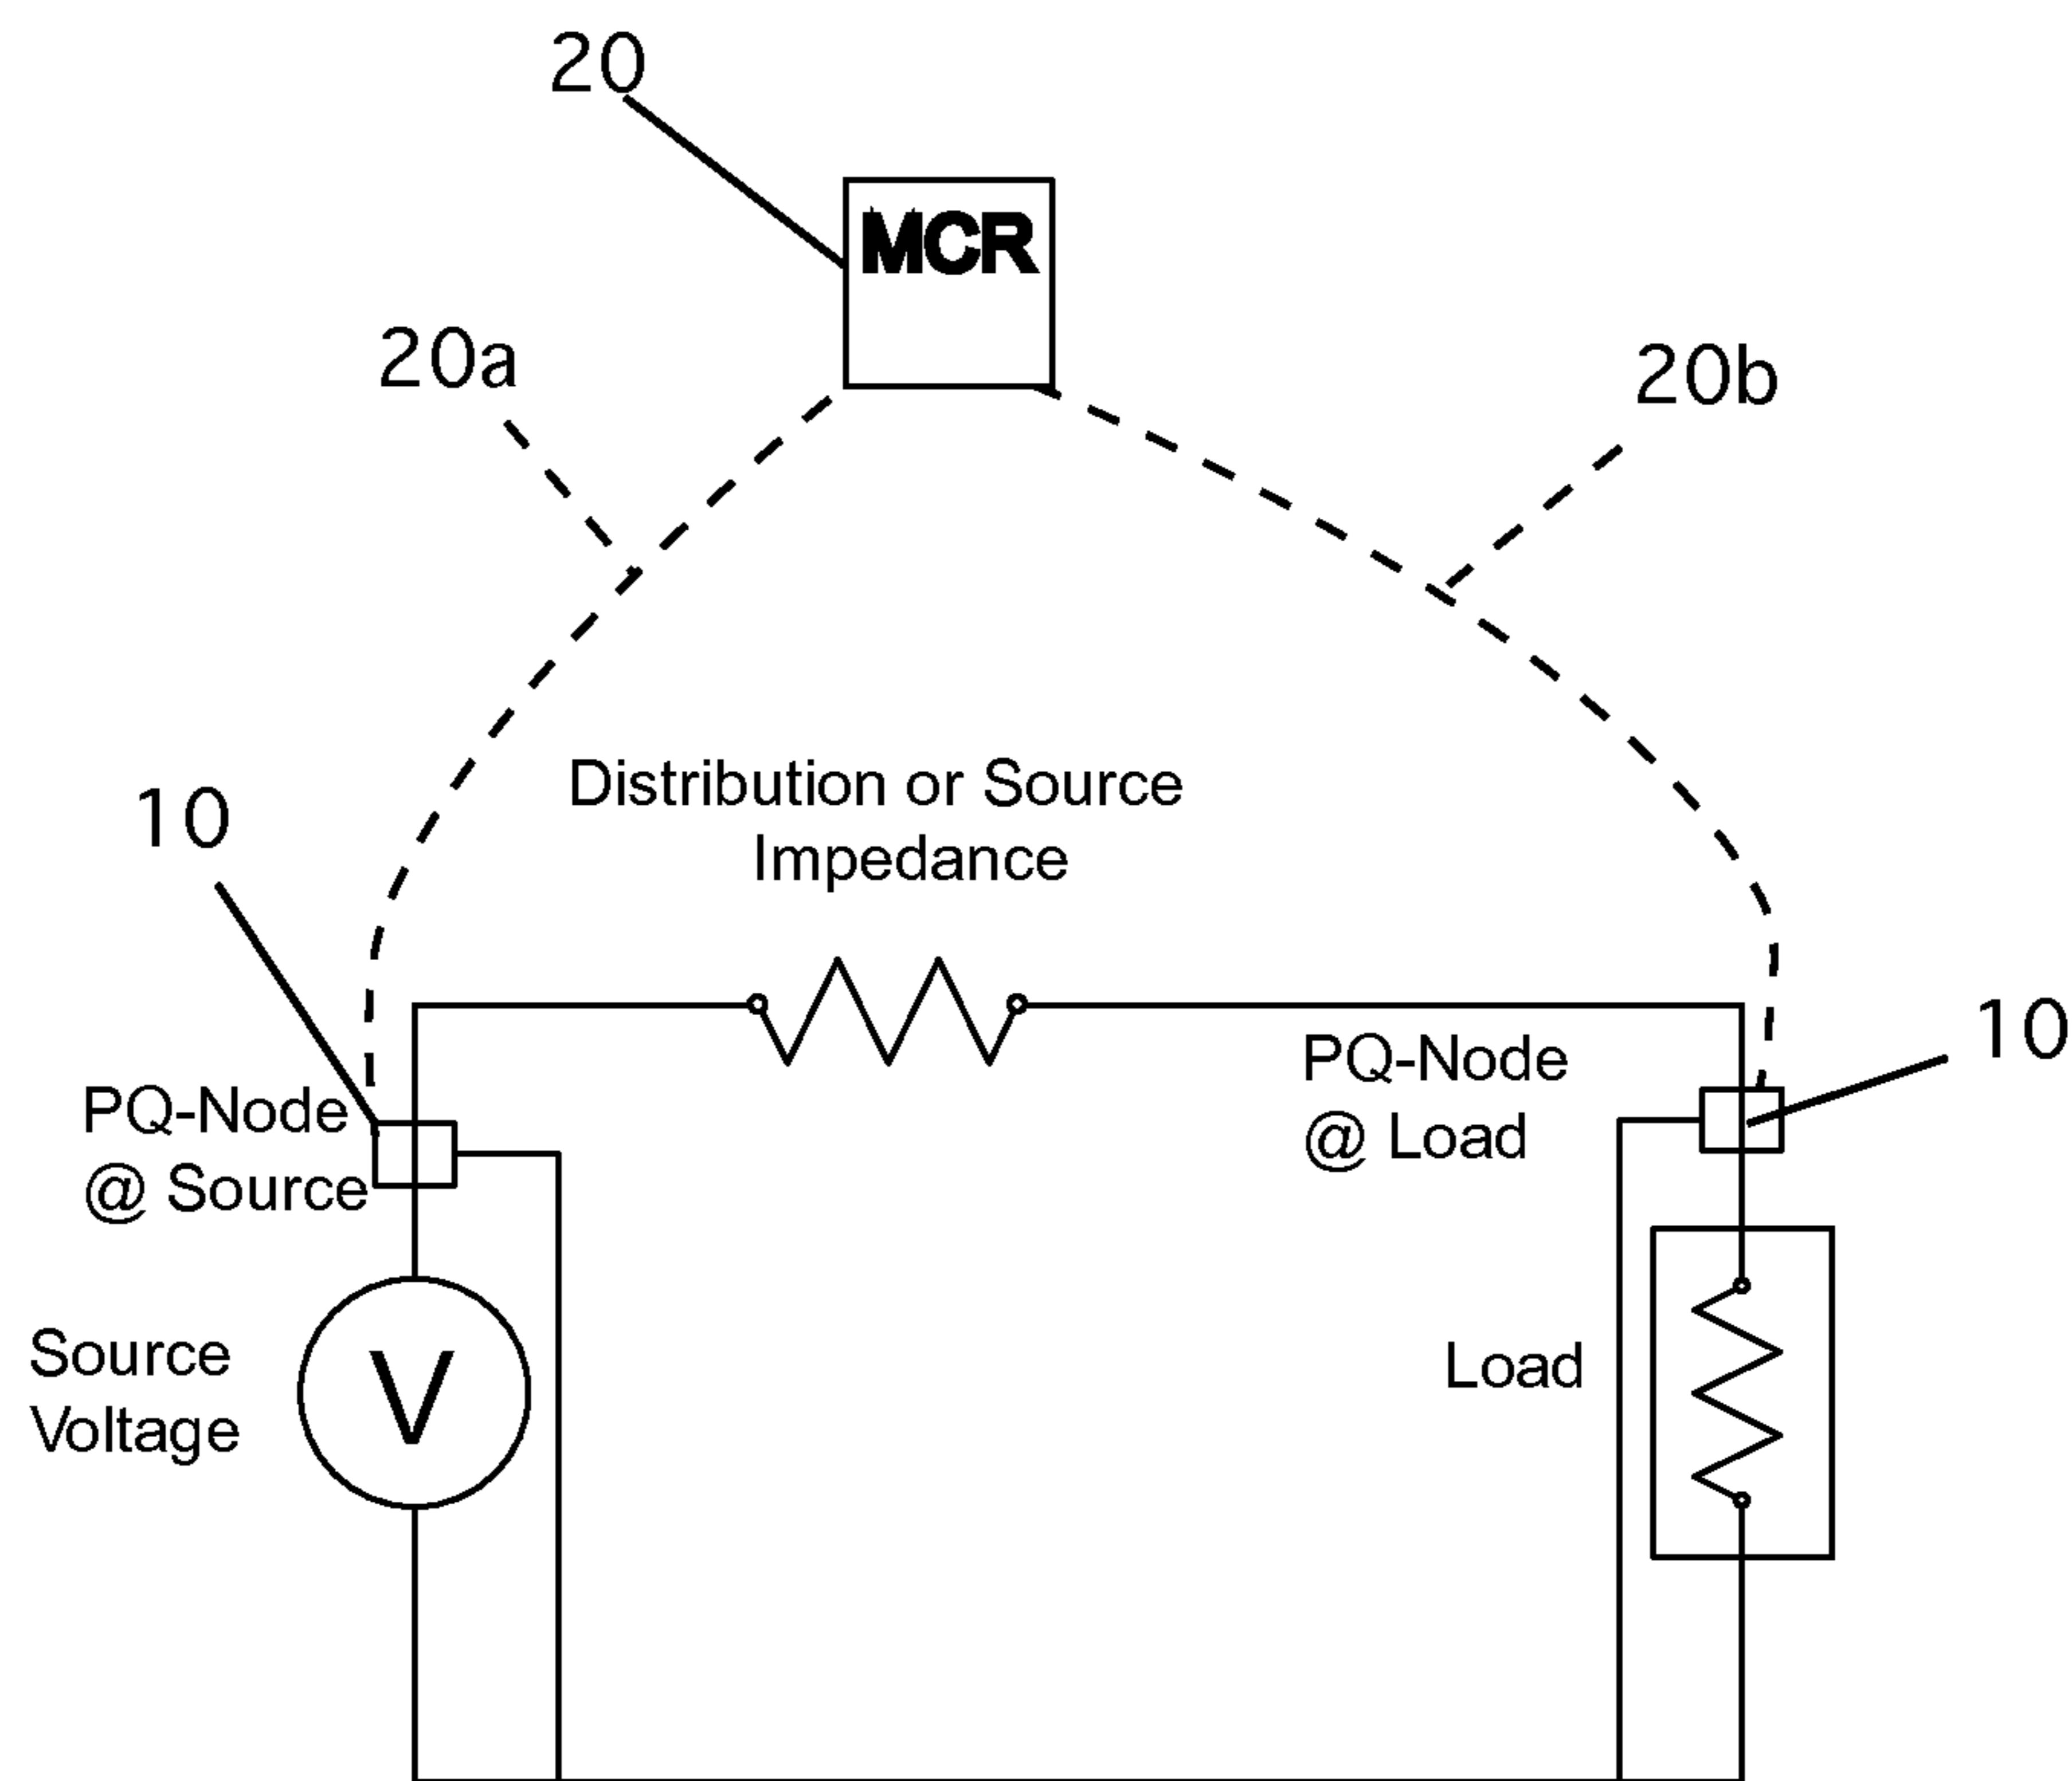 20
MCR
20a
20b
Distribution or Source
Impedance
10
10
PQ-Node
@ Source
PQ-Node
@ Load
Source
Voltage
V
Load